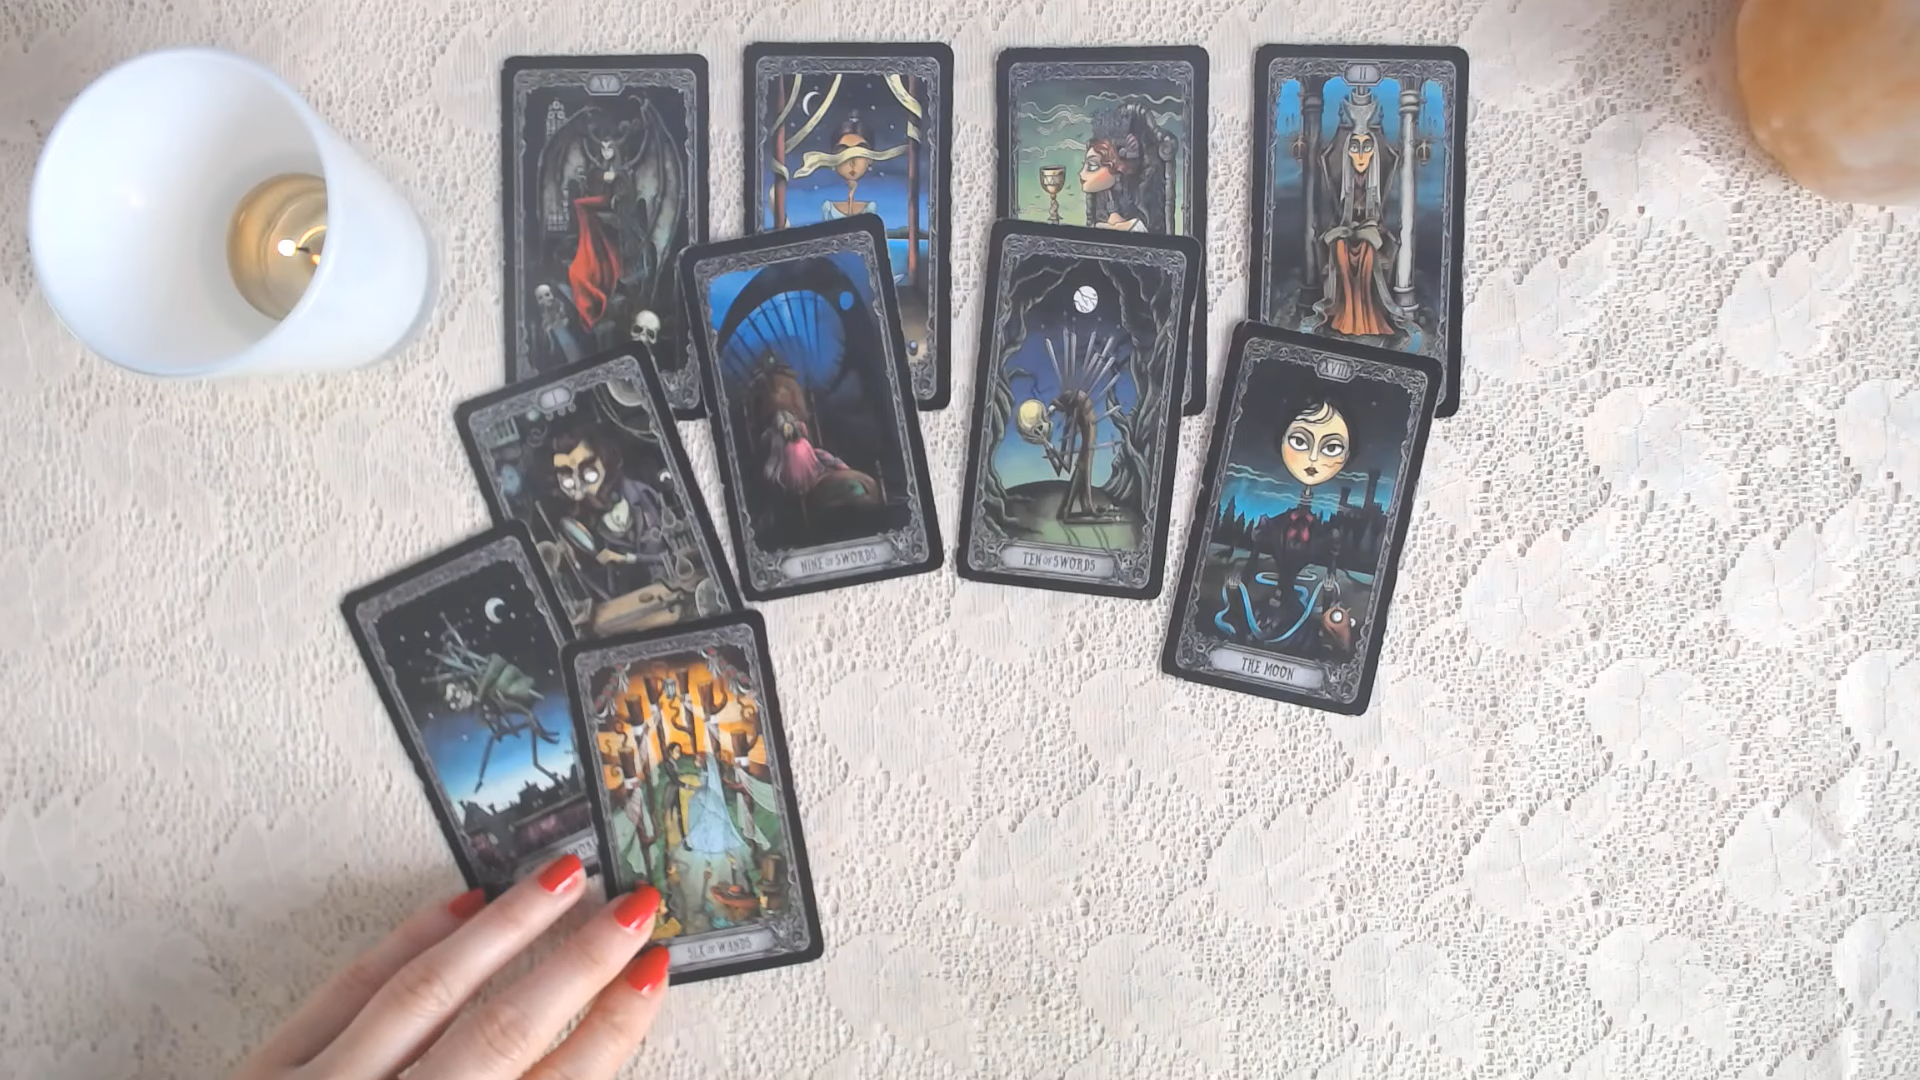 XV
II
I
XVIII
NINE OF SWORDS
TEN OF SWORDS
THE MOON
SIX OF WANDS